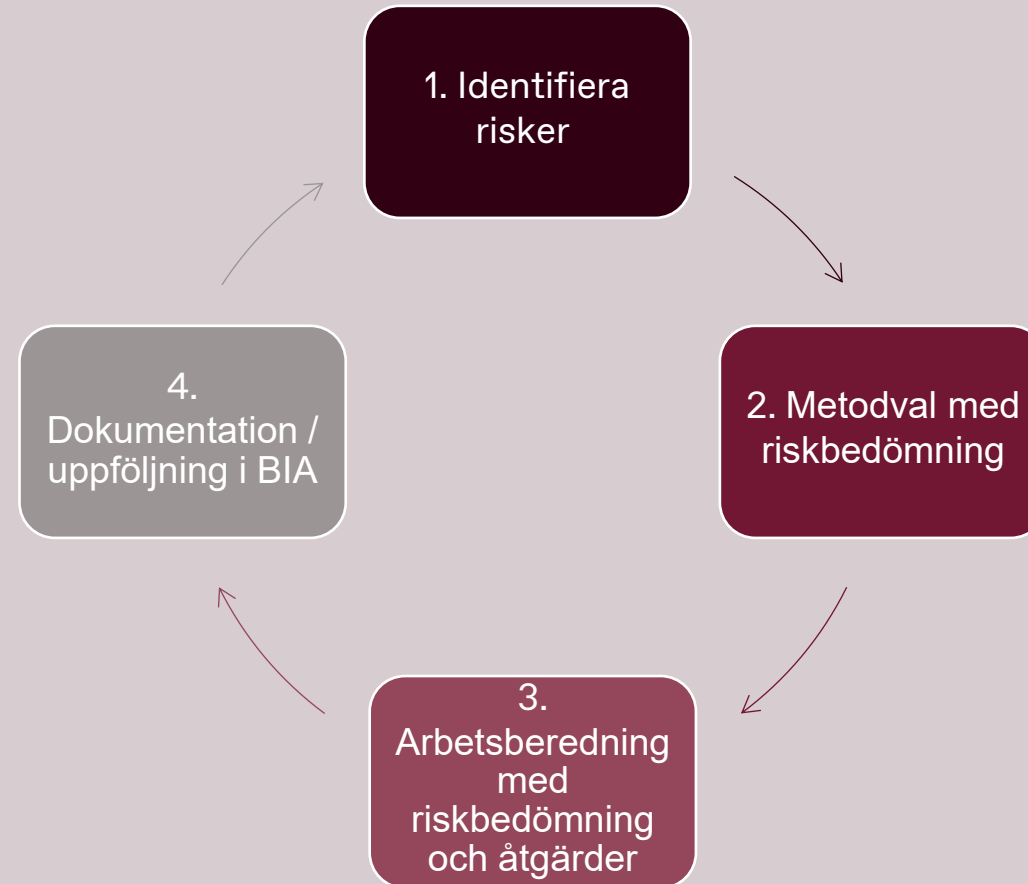 1. Identifiera
risker
2. Metodval med
riskbedömning
3.
Arbetsberedning
med
riskbedömning
och åtgärder
4.
Dokumentation /
uppföljning i BIA